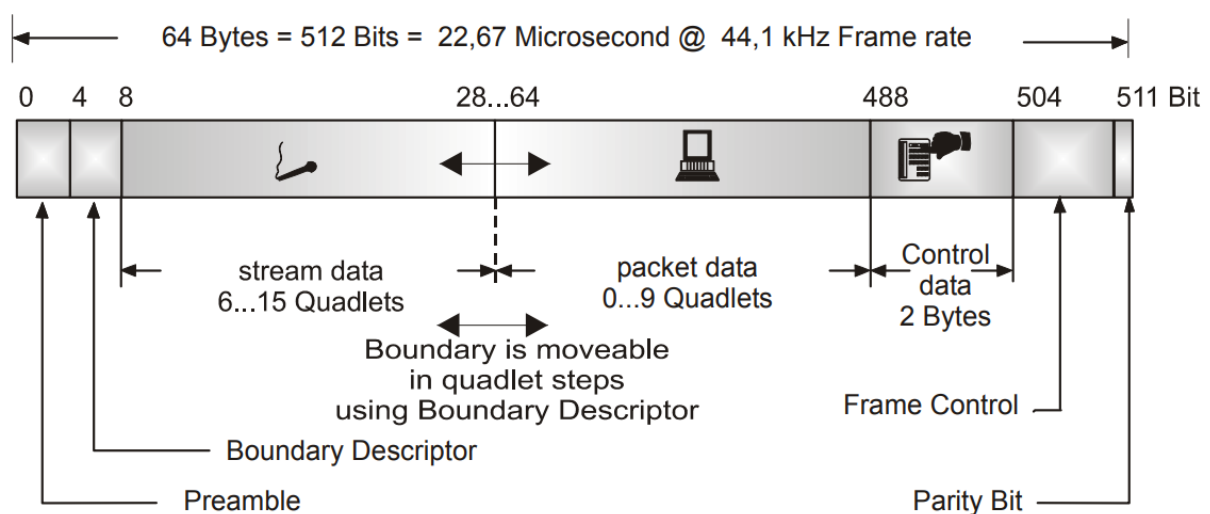 64 Bytes = 512 Bits = 22,67 Microsecond @ 44,1 kHz Frame rate
0 4 8 28...64 488 504 511 Bit
stream data
6...15 Quadlets
packet data
0...9 Quadlets
Control
data
2 Bytes
Boundary is moveable
in quadlet steps
using Boundary Descriptor
Frame Control
Boundary Descriptor
Preamble
Parity Bit